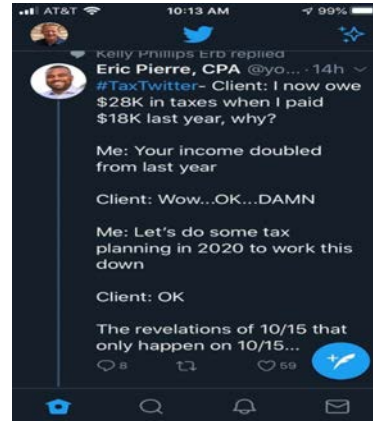 AT&T 10:13 AM 99%
Kelly Phillips Erb replied
Eric Pierre, CPA @yo... · 14h
#TaxTwitter- Client: I now owe
$28K in taxes when I paid
$18K last year, why?
Me: Your income doubled
from last year
Client: Wow...OK...DAMN
Me: Let's do some tax
planning in 2020 to work this
down
Client: OK
The revelations of 10/15 that
only happen on 10/15...
8 59